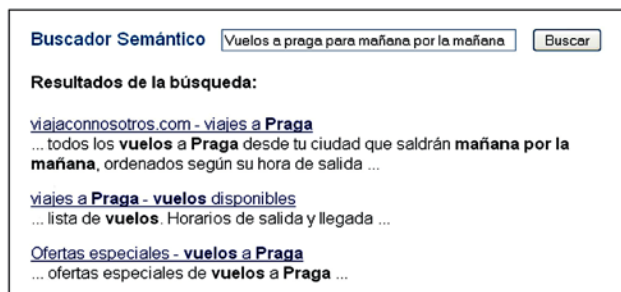 Buscador Semántico Vuelos a praga para mañana por la mañana Buscar
Resultados de la búsqueda:
viajaconnosotros.com - viajes a Praga
... todos los vuelos a Praga desde tu ciudad que saldrán mañana por la
mañana, ordenados según su hora de salida ...
viajes a Praga - vuelos disponibles
... lista de vuelos. Horarios de salida y llegada ...
Ofertas especiales - vuelos a Praga
... ofertas especiales de vuelos a Praga ...